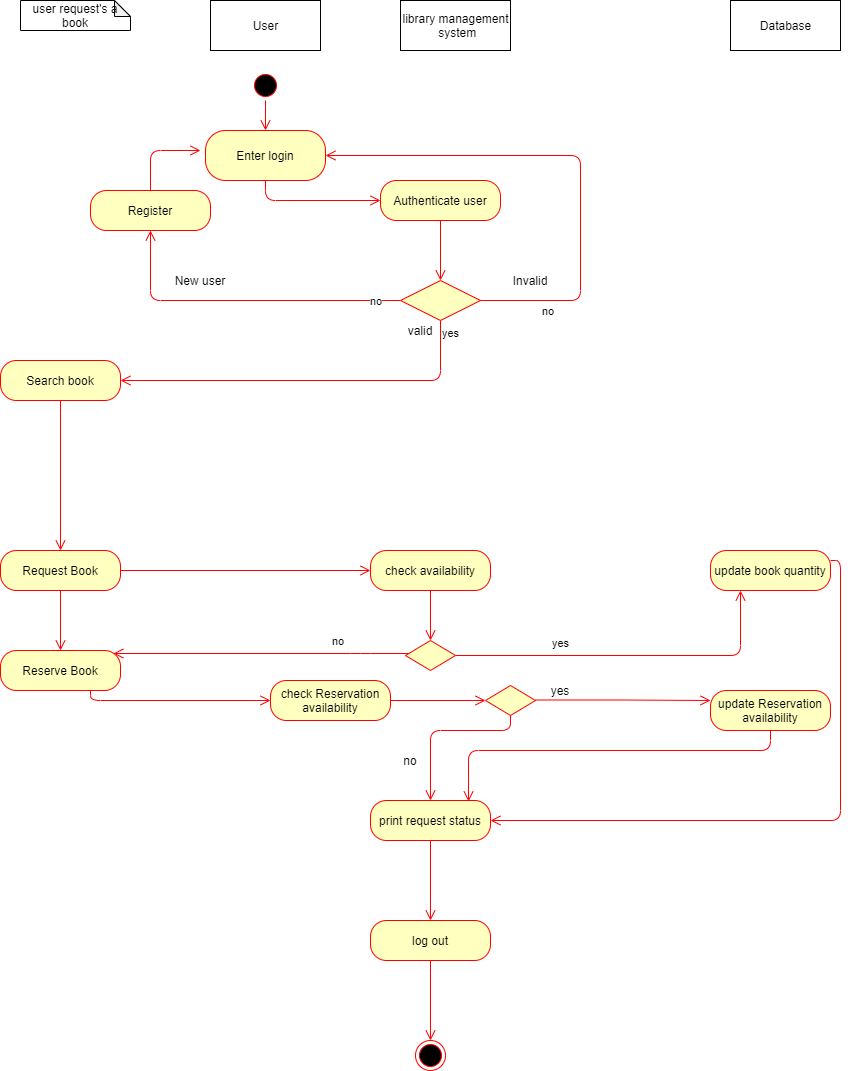 user request's a
book
User
library management
system
Database
Enter login
Authenticate user
Register
New user
Invalid
no
no
valid
yes
Search book
Request Book
check availability
update book quantity
no
yes
Reserve Book
check Reservation
availability
yes
update Reservation
availability
no
print request status
log out